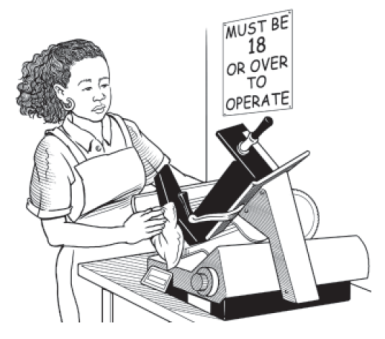 MUST BE
18
OR OVER
TO
OPERATE